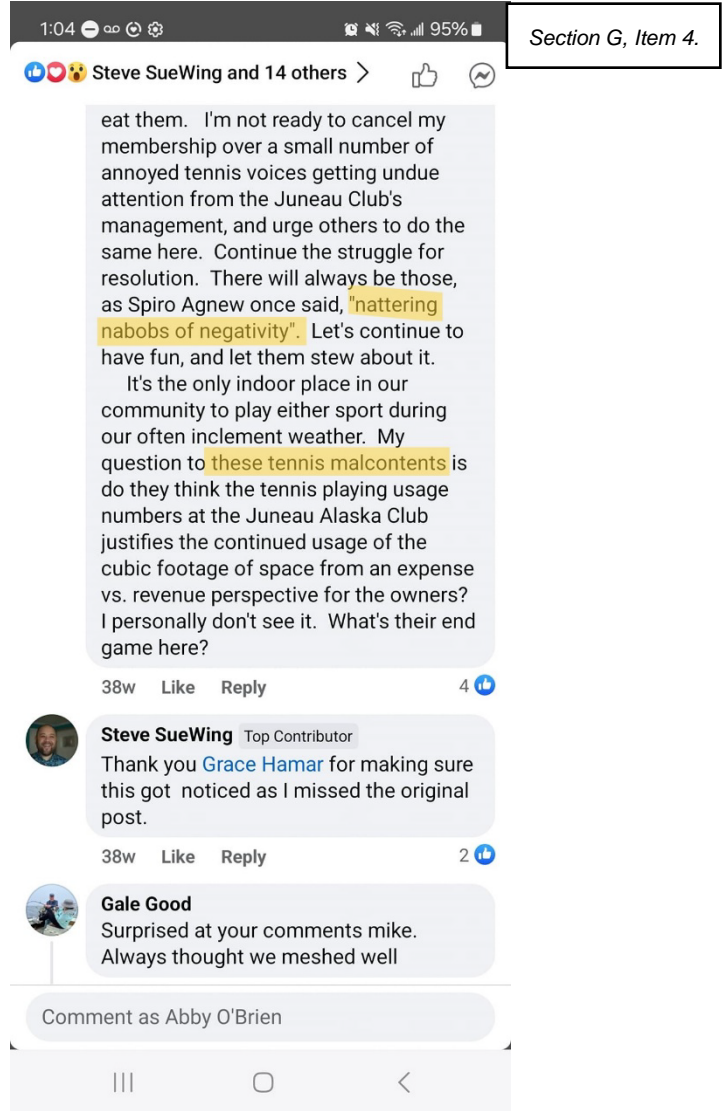 1:04 95%
Section G, Item 4.
Steve SueWing and 14 others
eat them. I'm not ready to cancel my
membership over a small number of
annoyed tennis voices getting undue
attention from the Juneau Club's
management, and urge others to do the
same here. Continue the struggle for
resolution. There will always be those,
as Spiro Agnew once said, "nattering
nabobs of negativity". Let's continue to
have fun, and let them stew about it.
It's the only indoor place in our
community to play either sport during
our often inclement weather. My
question to these tennis malcontents is
do they think the tennis playing usage
numbers at the Juneau Alaska Club
justifies the continued usage of the
cubic footage of space from an expense
vs. revenue perspective for the owners?
I personally don't see it. What's their end
game here?
38w Like Reply 4
Steve SueWing Top Contributor
Thank you Grace Hamar for making sure
this got noticed as I missed the original
post.
38w Like Reply 2
Gale Good
Surprised at your comments mike.
Always thought we meshed well
Comment as Abby O'Brien